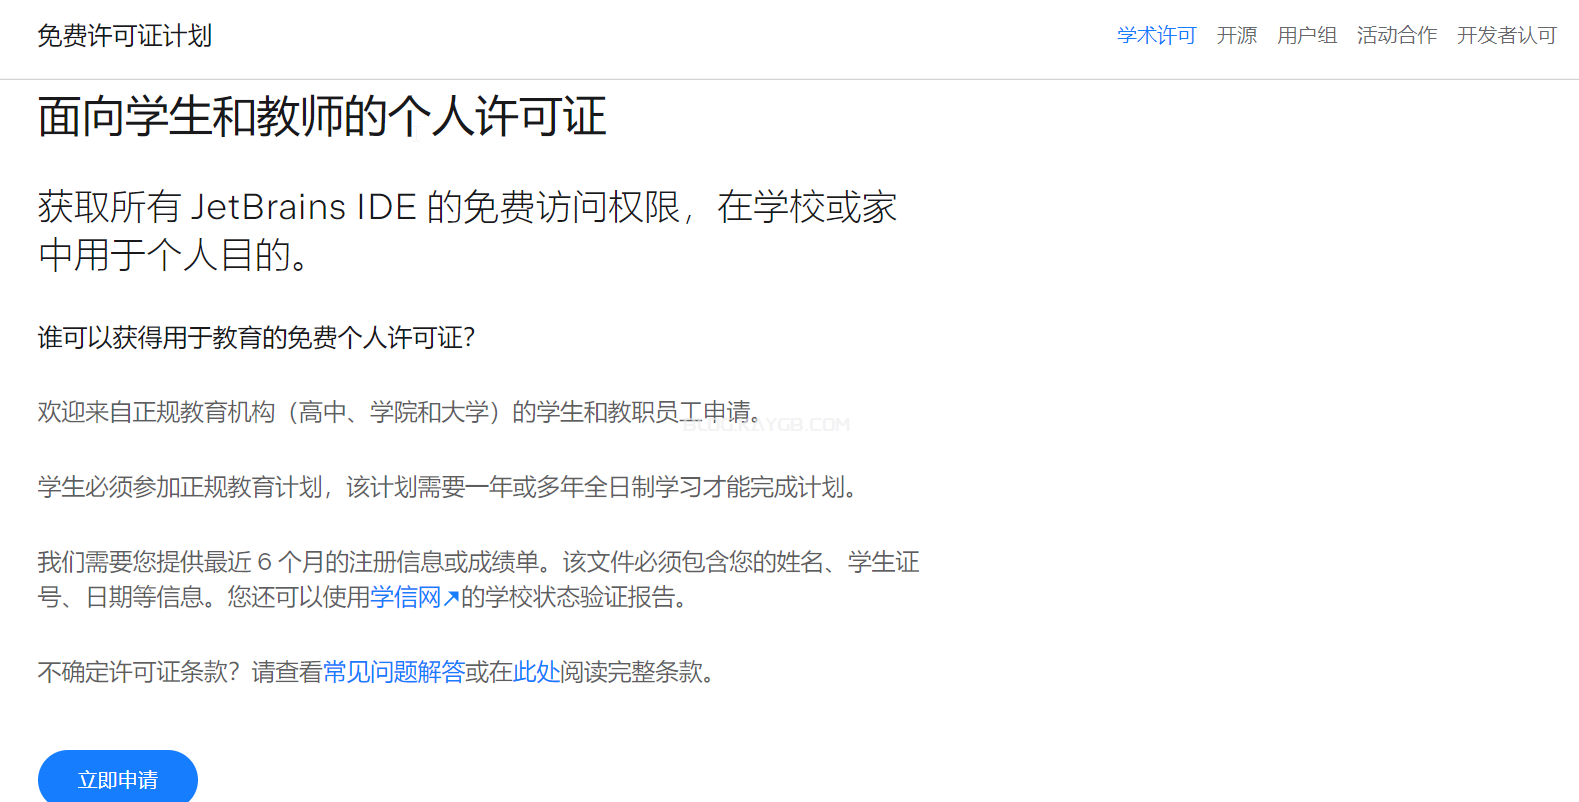 免费许可证计划
学术许可 开源 用户组 活动合作 开发者认可
面向学生和教师的个人许可证
获取所有 JetBrains IDE 的免费访问权限，在学校或家
中用于个人目的。
谁可以获得用于教育的免费个人许可证？
欢迎来自正规教育机构（高中、学院和大学）的学生和教职员工申请。
BLOG.KAYGB.COM
学生必须参加正规教育计划，该计划需要一年或多年全日制学习才能完成计划。
我们需要您提供最近 6 个月的注册信息或成绩单。该文件必须包含您的姓名、学生证
号、日期等信息。您还可以使用学信网↗的学校状态验证报告。
不确定许可证条款？请查看常见问题解答或在此处阅读完整条款。
立即申请